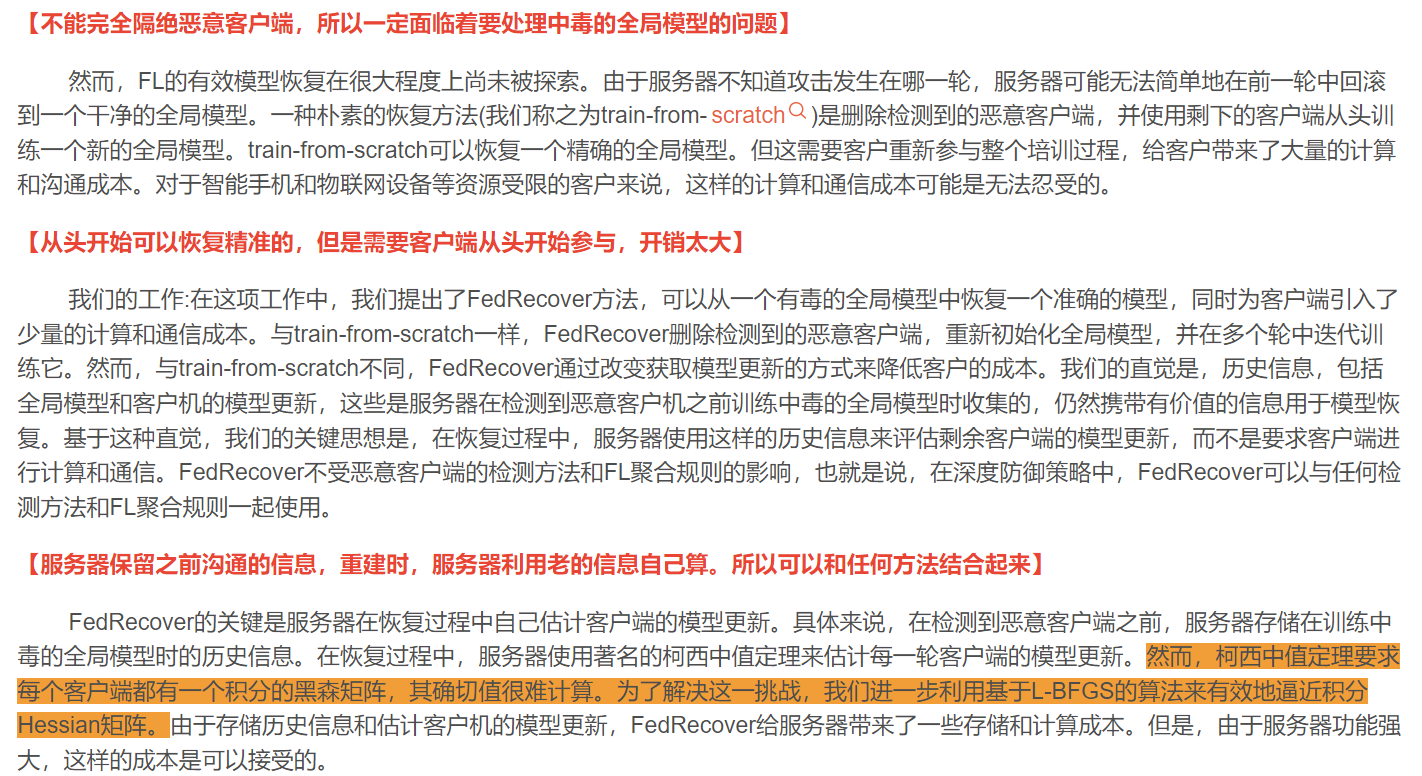 【不能完全隔绝恶意客户端，所以一定面临着要处理中毒的全局模型的问题】
然而，FL的有效模型恢复在很大程度上尚未被探索。由于服务器不知道攻击发生在哪一轮，服务器可能无法简单地在前一轮中回滚
到一个干净的全局模型。一种朴素的恢复方法(我们称之为train-from- scratch)是删除检测到的恶意客户端，并使用剩下的客户端从头训
练一个新的全局模型。train-from-scratch可以恢复一个精确的全局模型。但这需要客户重新参与整个培训过程，给客户带来了大量的计算
和沟通成本。对于智能手机和物联网设备等资源受限的客户来说，这样的计算和通信成本可能是无法忍受的。
【从头开始可以恢复精准的，但是需要客户端从头开始参与，开销太大】
我们的工作:在这项工作中，我们提出了FedRecover方法，可以从一个有毒的全局模型中恢复一个准确的模型，同时为客户端引入了
少量的计算和通信成本。与train-from-scratch一样，FedRecover删除检测到的恶意客户端，重新初始化全局模型，并在多个轮中迭代训
练它。然而，与train-from-scratch不同，FedRecover通过改变获取模型更新的方式来降低客户的成本。我们的直觉是，历史信息，包括
全局模型和客户机的模型更新，这些是服务器在检测到恶意客户机之前训练中毒的全局模型时收集的，仍然携带有价值的信息用于模型恢
复。基于这种直觉，我们的关键思想是，在恢复过程中，服务器使用这样的历史信息来评估剩余客户端的模型更新，而不是要求客户端进
行计算和通信。FedRecover不受恶意客户端的检测方法和FL聚合规则的影响，也就是说，在深度防御策略中，FedRecover可以与任何检
测方法和FL聚合规则一起使用。
【服务器保留之前沟通的信息，重建时，服务器利用老的信息自己算。所以可以和任何方法结合起来】
FedRecover的关键是服务器在恢复过程中自己估计客户端的模型更新。具体来说，在检测到恶意客户端之前，服务器存储在训练中
毒的全局模型时的历史信息。在恢复过程中，服务器使用著名的柯西中值定理来估计每一轮客户端的模型更新。然而，柯西中值定理要求
每个客户端都有一个积分的黑森矩阵，其确切值很难计算。为了解决这一挑战，我们进一步利用基于L-BFGS的算法来有效地逼近积分
Hessian矩阵。由于存储历史信息和估计客户机的模型更新，FedRecover给服务器带来了一些存储和计算成本。但是，由于服务器功能强
大，这样的成本是可以接受的。